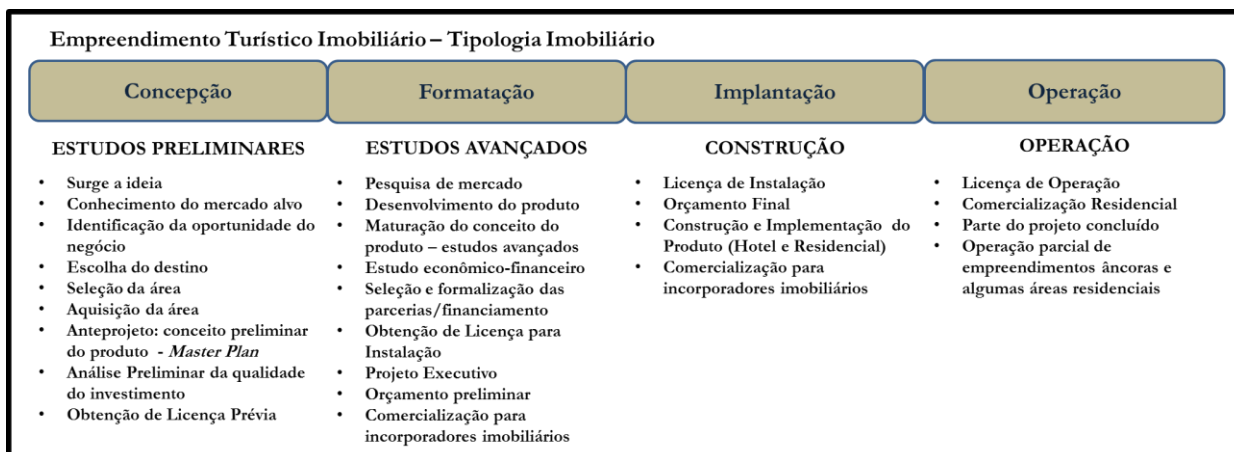 Empreendimento Turístico Imobiliário – Tipologia Imobiliário
Concepção
ESTUDOS PRELIMINARES
• Surge a ideia
• Conhecimento do mercado alvo
• Identificação da oportunidade do
negócio
• Escolha do destino
• Seleção da área
• Aquisição da área
• Anteprojeto: conceito preliminar
do produto - Master Plan
• Análise Preliminar da qualidade
do investimento
• Obtenção de Licença Prévia
Formatação
ESTUDOS AVANÇADOS
• Pesquisa de mercado
• Desenvolvimento do produto
• Maturação do conceito do
produto – estudos avançados
• Estudo econômico-financeiro
• Seleção e formalização das
parcerias/financiamento
• Obtenção de Licença para
Instalação
• Projeto Executivo
• Orçamento preliminar
• Comercialização para
incorporadores imobiliários
Implantação
CONSTRUÇÃO
• Licença de Instalação
• Orçamento Final
• Construção e Implementação do
Produto (Hotel e Residencial)
• Comercialização para
incorporadores imobiliários
Operação
OPERAÇÃO
• Licença de Operação
• Comercialização Residencial
• Parte do projeto concluído
• Operação parcial de
empreendimentos âncoras e
algumas áreas residenciais